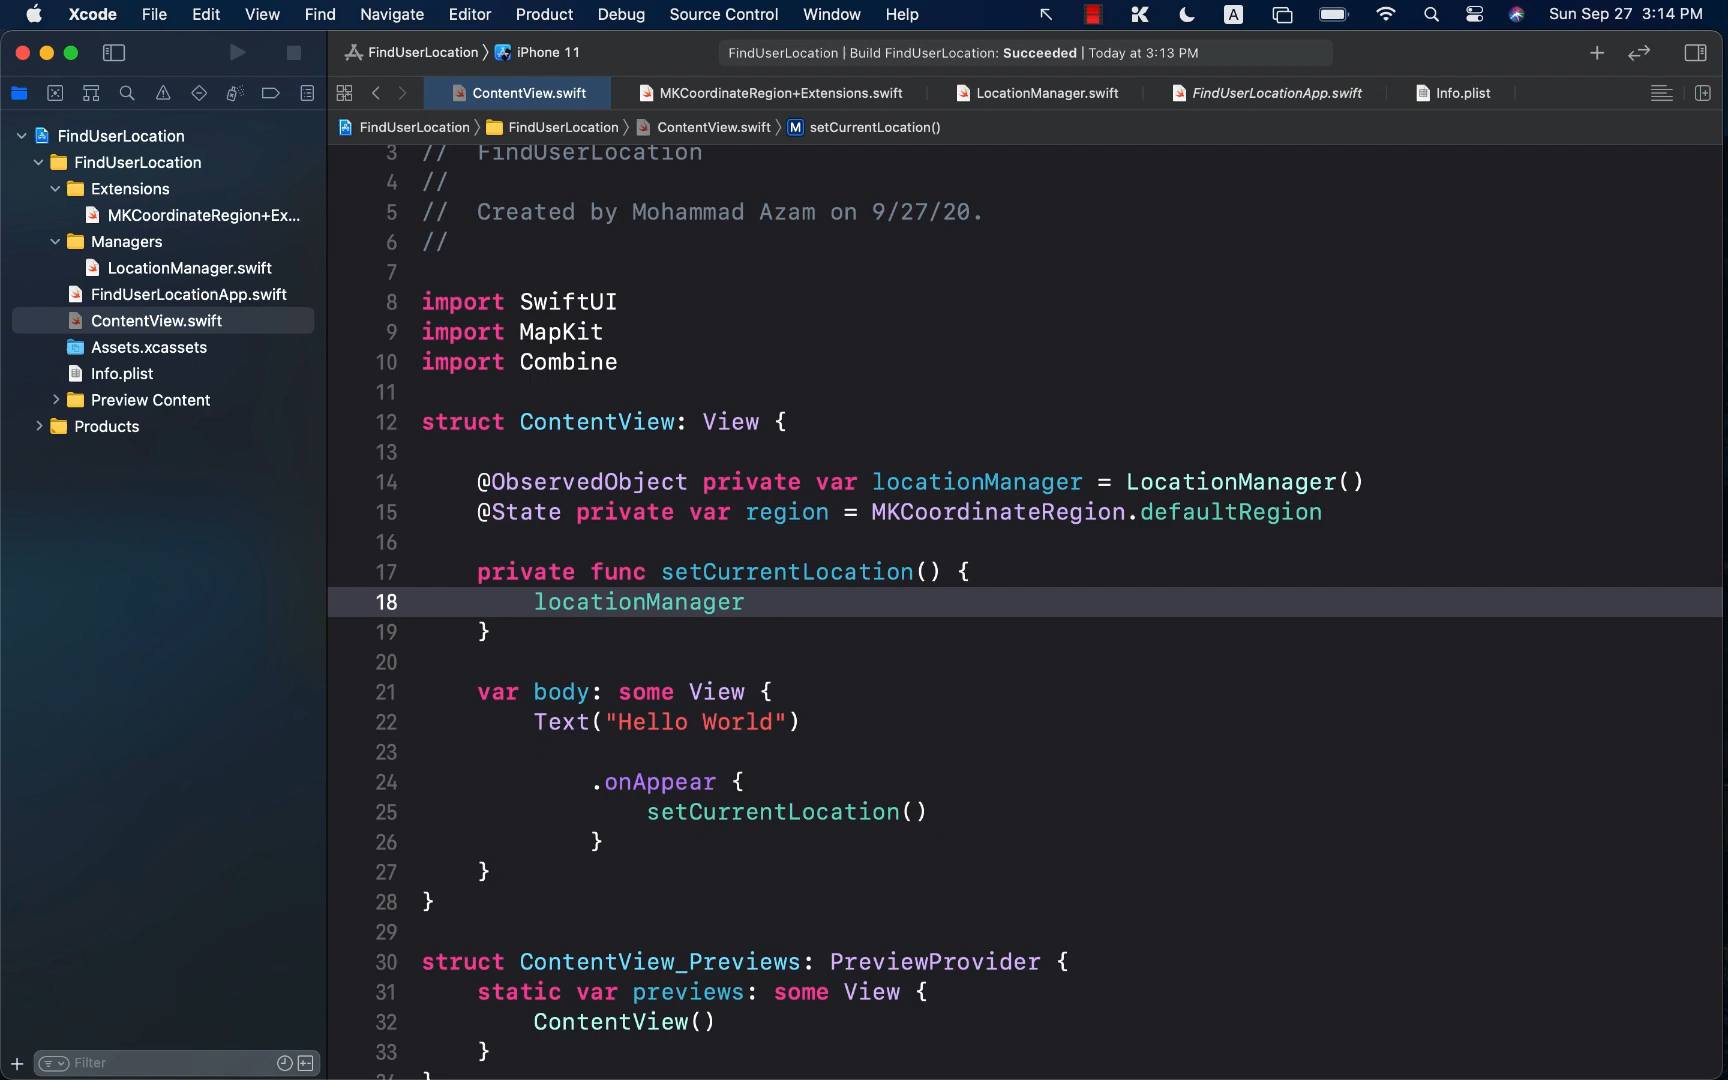 Xcode File Edit View Find Navigate Editor Product Debug Source Control Window Help A Sun Sep 27 3:14 PM
FindUserLocation iPhone 11 FindUserLocation | Build FindUserLocation: Succeeded | Today at 3:13 PM
ContentView.swift MKCoordinateRegion+Extensions.swift LocationManager.swift FindUserLocationApp.swift Info.plist
FindUserLocation FindUserLocation ContentView.swift M setCurrentLocation()
FindUserLocation
FindUserLocation
Extensions
MKCoordinateRegion+Ex...
Managers
LocationManager.swift
FindUserLocationApp.swift
ContentView.swift
Assets.xcassets
Info.plist
Preview Content
Products
Filter
3 // FindUserLocation
4 //
5 // Created by Mohammad Azam on 9/27/20.
6 //
7
8 import SwiftUI
9 import MapKit
10 import Combine
11
12 struct ContentView: View {
13
14 @ObservedObject private var locationManager = LocationManager()
15 @State private var region = MKCoordinateRegion.defaultRegion
16
17 private func setCurrentLocation() {
18 locationManager
19 }
20
21 var body: some View {
22 Text("Hello World")
23
24 .onAppear {
25 setCurrentLocation()
26 }
27 }
28 }
29
30 struct ContentView_Previews: PreviewProvider {
31 static var previews: some View {
32 ContentView()
33 }